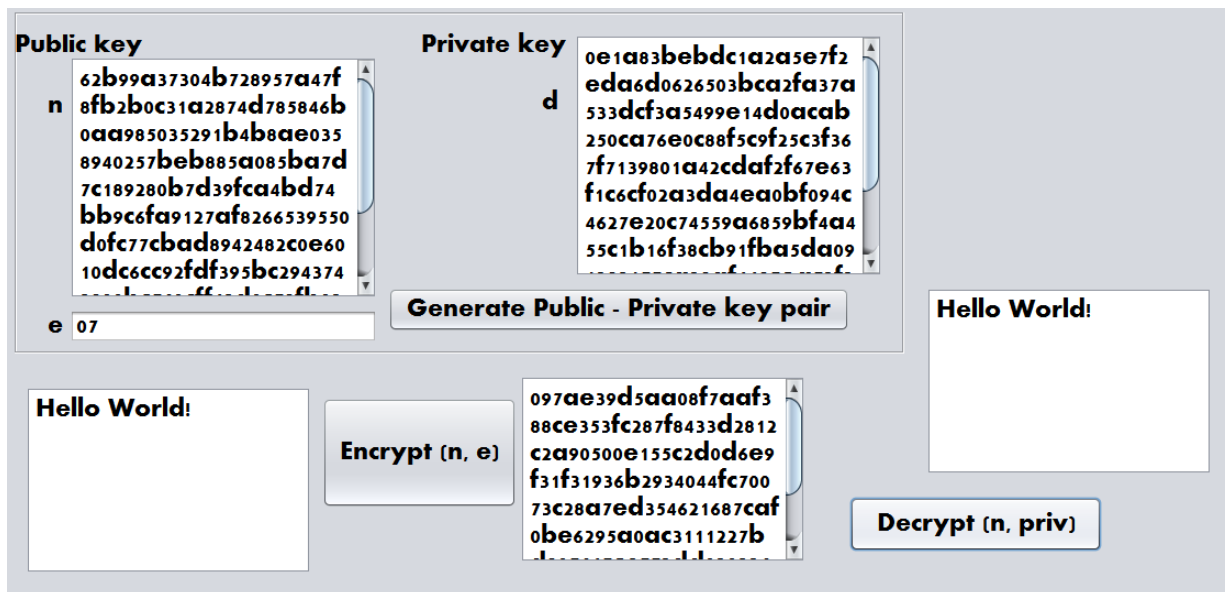 Public key
n
62b99a37304b728957a47f
8fb2b0c31a2874d785846b
0aa985035291b4b8ae035
8940257beb885a085ba7d
7c189280b7d39fca4bd74
bb9c6fa9127af8266539550
d0fc77cbad8942482c0e60
10dc6cc92fdf395bc294374
e 07
Private key
d
0e1a83bebdc1a2a5e7f2
eda6d0626503bca2fa37a
533dcf3a5499e14d0acab
250ca76e0c88f5c9f25c3f36
7f7139801a42cdaf2f67e63
f1c6cf02a3da4ea0bf094c
4627e20c74559a6859bf4a4
55c1b16f38cb91fba5da09
Generate Public - Private key pair
Hello World!
Encrypt (n, e)
097ae39d5aa08f7aaf3
88ce353fc287f8433d2812
c2a90500e155c2d0d6e9
f31f31936b2934044fc700
73c28a7ed354621687caf
0be6295a0ac3111227b
Hello World!
Decrypt (n, priv)